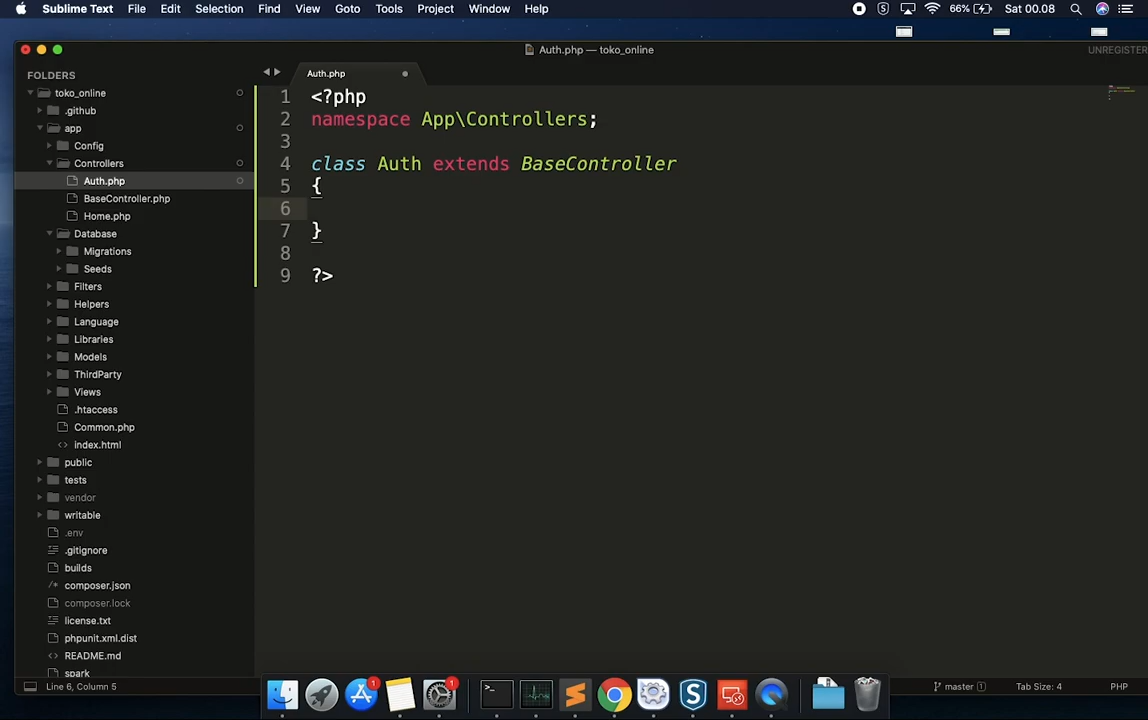 Sublime Text File Edit Selection Find View Goto Tools Project Window Help 66% Sat 00.08
Auth.php — toko_online
UNREGISTER
FOLDERS
toko_online
.github
app
Config
Controllers
Auth.php
BaseController.php
Home.php
Database
Migrations
Seeds
Filters
Helpers
Language
Libraries
Models
ThirdParty
Views
.htaccess
Common.php
index.html
public
tests
vendor
writable
.env
.gitignore
builds
composer.json
composer.lock
license.txt
phpunit.xml.dist
README.md
spark
Auth.php
1 <?php
2 namespace App\Controllers;
3
4 class Auth extends BaseController
5 {
6
7 }
8
9 ?>
1
1
Line 6, Column 5
master 1
Tab Size: 4
PHP